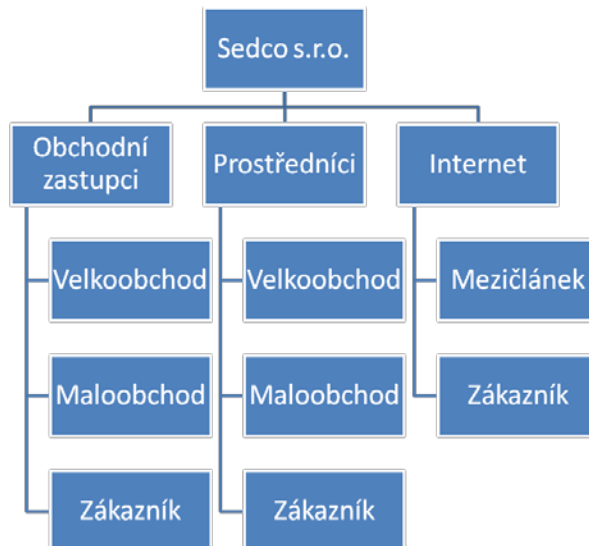 Sedco s.r.o.
Obchodní
zastupci
Prostředníci
Internet
Velkoobchod
Velkoobchod
Mezičlánek
Maloobchod
Maloobchod
Zákazník
Zákazník
Zákazník